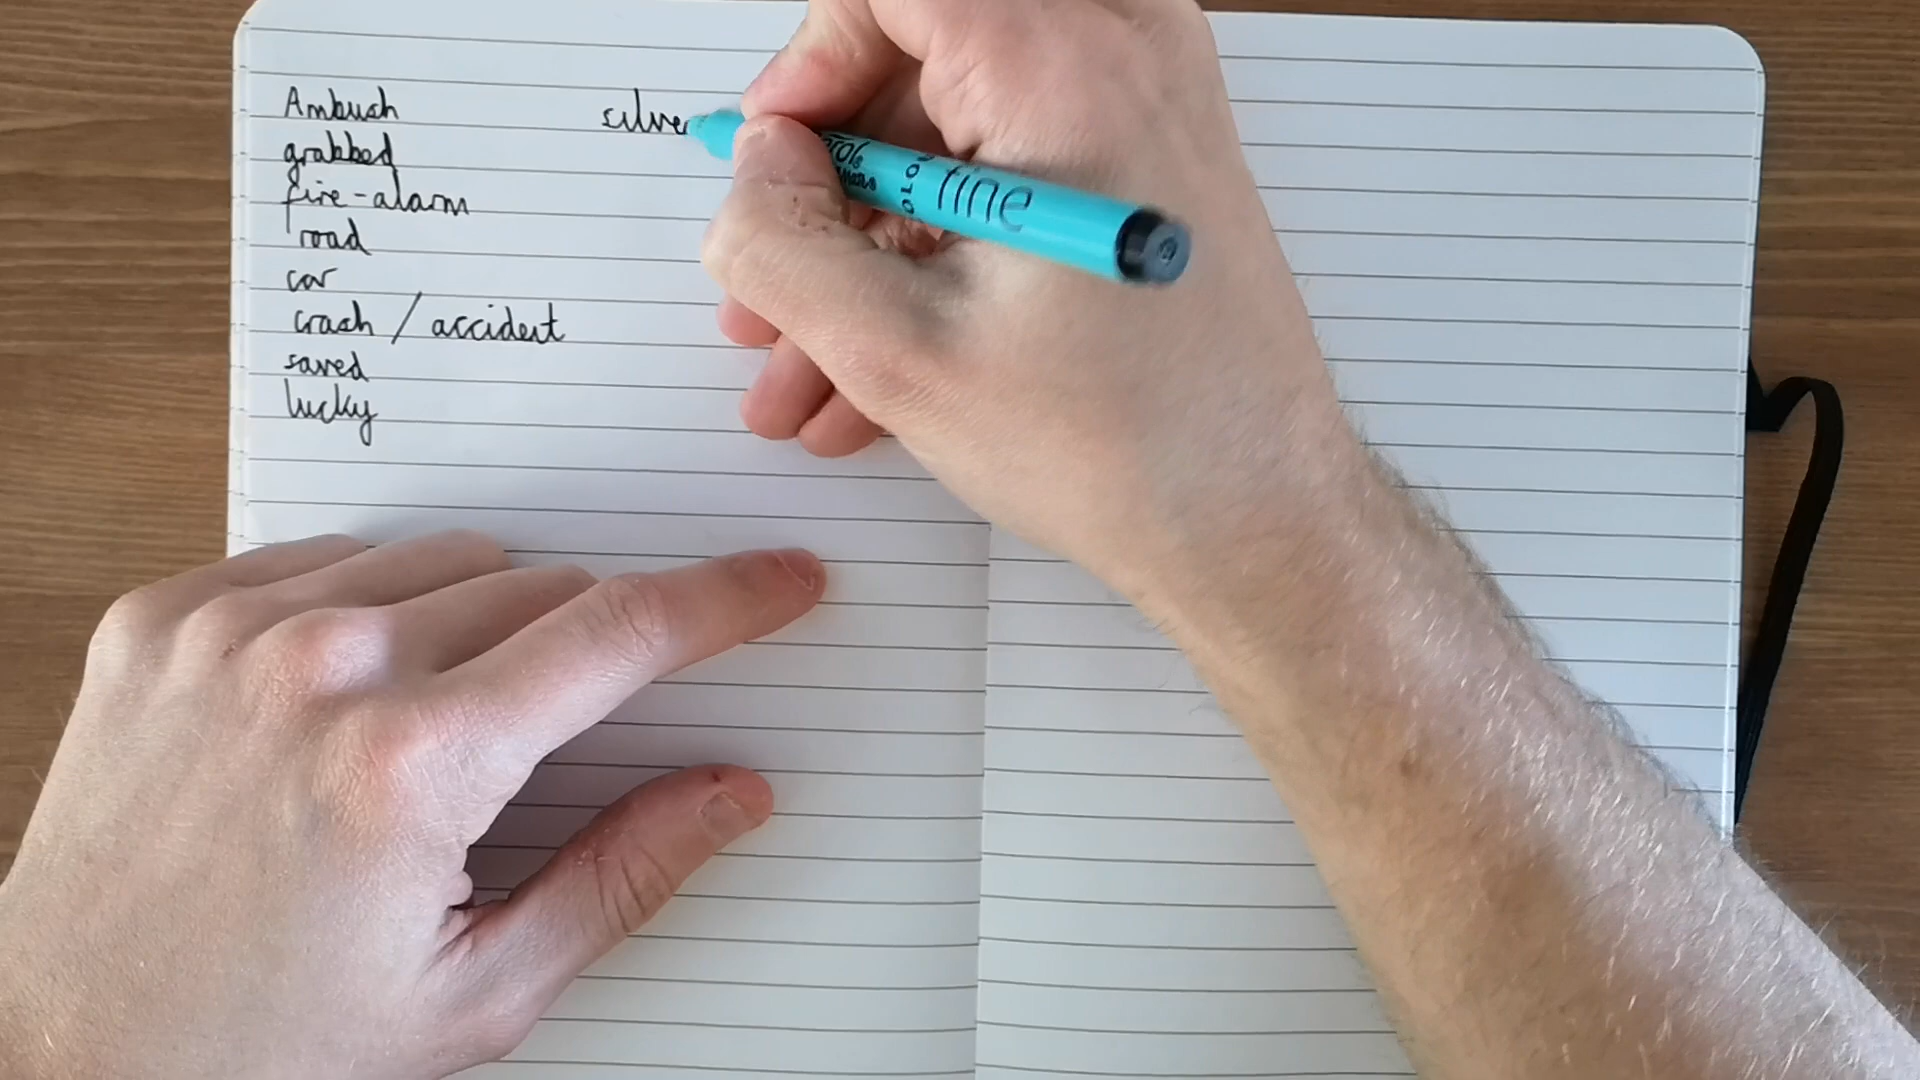 Ambush
grabbed
fire-alarm
road
car
crash / accident
saved
lucky
silve
fine